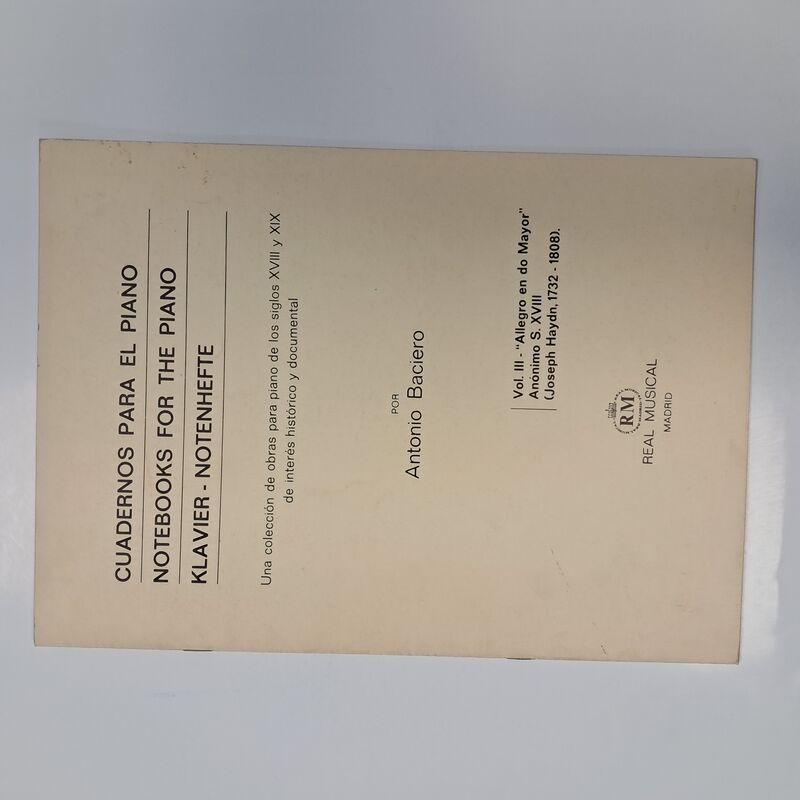 CUADERNOS PARA EL PIANO
NOTEBOOKS FOR THE PIANO
KLAVIER - NOTENHEFTE
Una colección de obras para piano de los siglos XVIII y XIX
de interés histórico y documental
POR
Antonio Baciero
Vol. III - "Allegro en do Mayor"
Anónimo S. XVIII
(Joseph Haydn, 1732 - 1808).
RM
REAL MUSICAL
MADRID